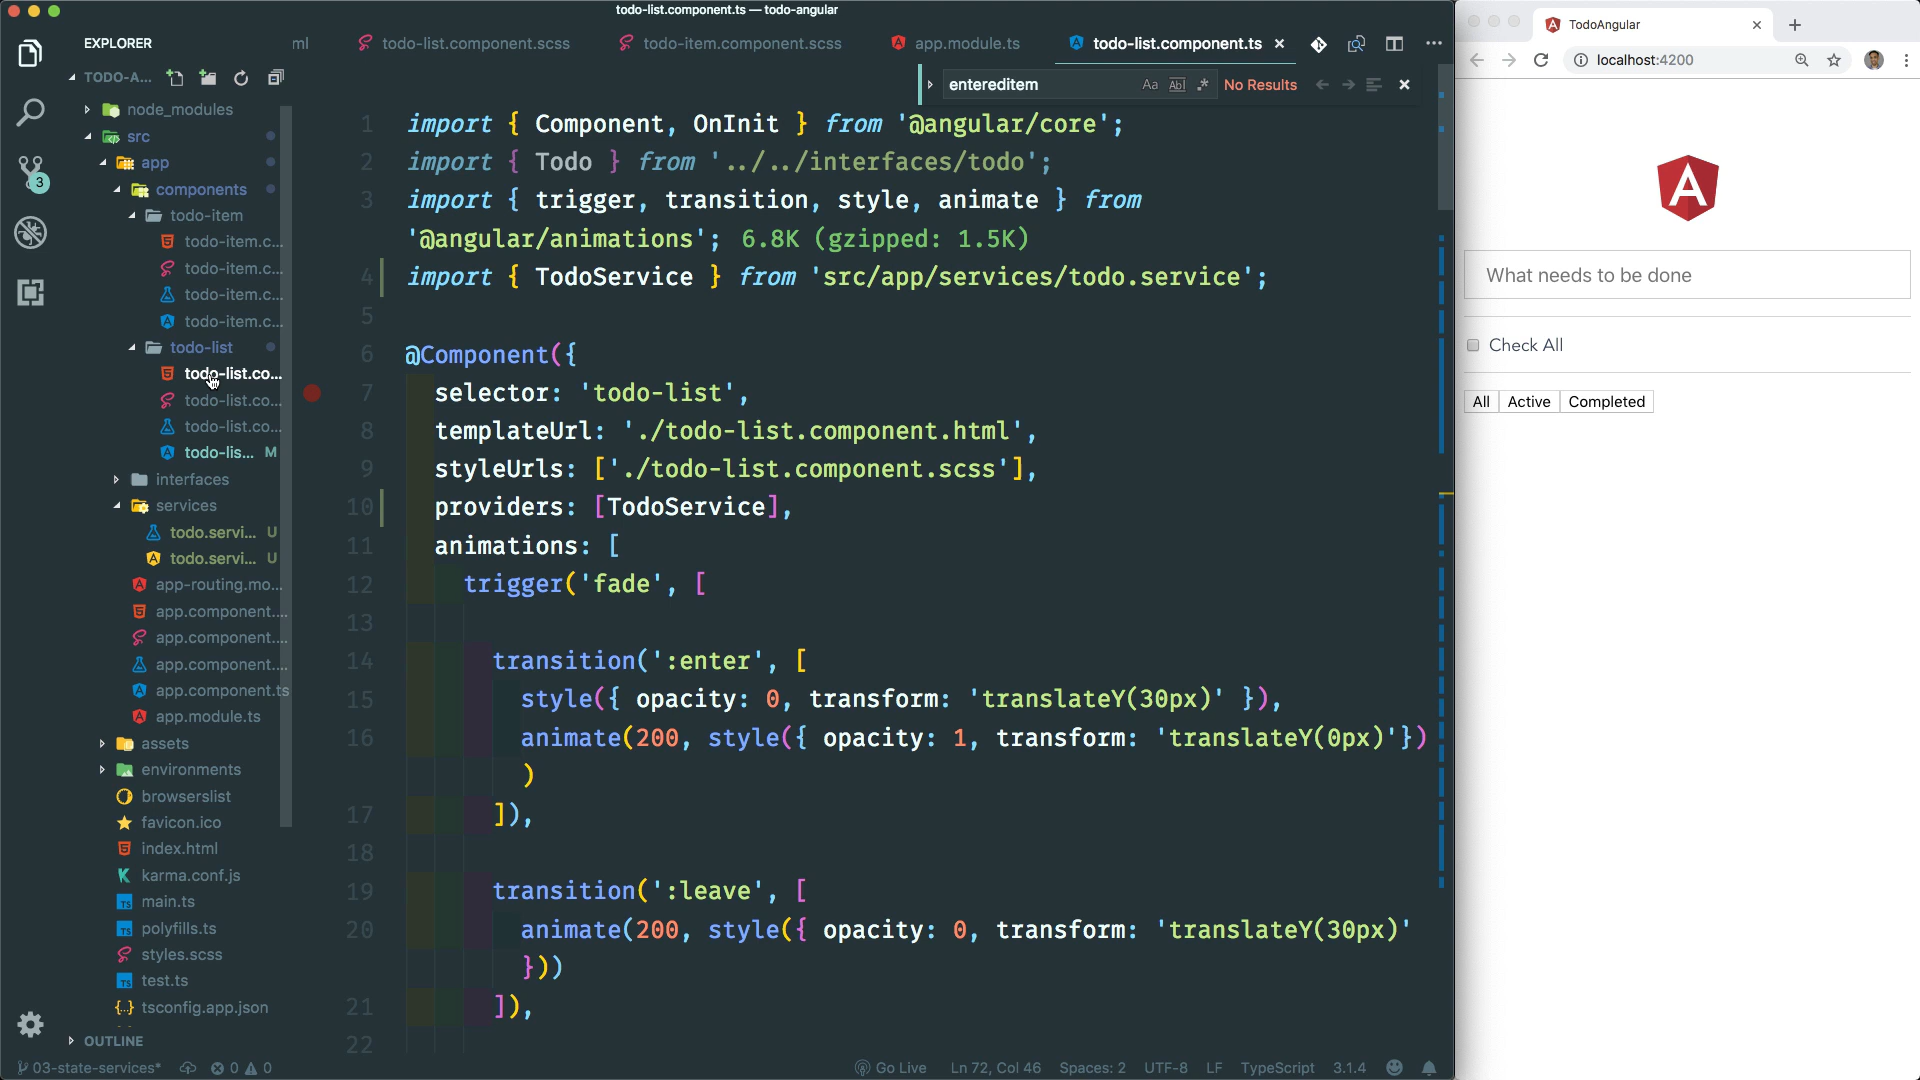 todo-list.component.ts — todo-angular
EXPLORER
TODO-A...
node_modules
src
app
components
todo-item
todo-item.c...
todo-item.c...
todo-item.c...
todo-item.c...
todo-list
todo-list.co...
todo-list.co...
todo-list.co...
todo-lis... M
interfaces
services
todo.servi... U
todo.servi... U
app-routing.mo...
app.component....
app.component....
app.component....
app.component.ts
app.module.ts
assets
environments
browserslist
favicon.ico
index.html
karma.conf.js
main.ts
polyfills.ts
styles.scss
test.ts
tsconfig.app.json
OUTLINE
3
ml todo-list.component.scss todo-item.component.scss app.module.ts todo-list.component.ts
entereditem Aa Abl .* No Results
1 import { Component, OnInit } from '@angular/core';
2 import { Todo } from '../../interfaces/todo';
3 import { trigger, transition, style, animate } from
'@angular/animations'; 6.8K (gzipped: 1.5K)
4 import { TodoService } from 'src/app/services/todo.service';
5
6 @Component({
7 selector: 'todo-list',
8 templateUrl: './todo-list.component.html',
9 styleUrls: ['./todo-list.component.scss'],
10 providers: [TodoService],
11 animations: [
12 trigger('fade', [
13
14 transition(':enter', [
15 style({ opacity: 0, transform: 'translateY(30px)' }),
16 animate(200, style({ opacity: 1, transform: 'translateY(0px)'})
)
17 ]),
18
19 transition(':leave', [
20 animate(200, style({ opacity: 0, transform: 'translateY(30px)'
}))
21 ]),
22
03-state-services* 0 0 Go Live Ln 72, Col 46 Spaces: 2 UTF-8 LF TypeScript 3.1.4
TodoAngular
localhost:4200
A
What needs to be done
Check All
All Active Completed